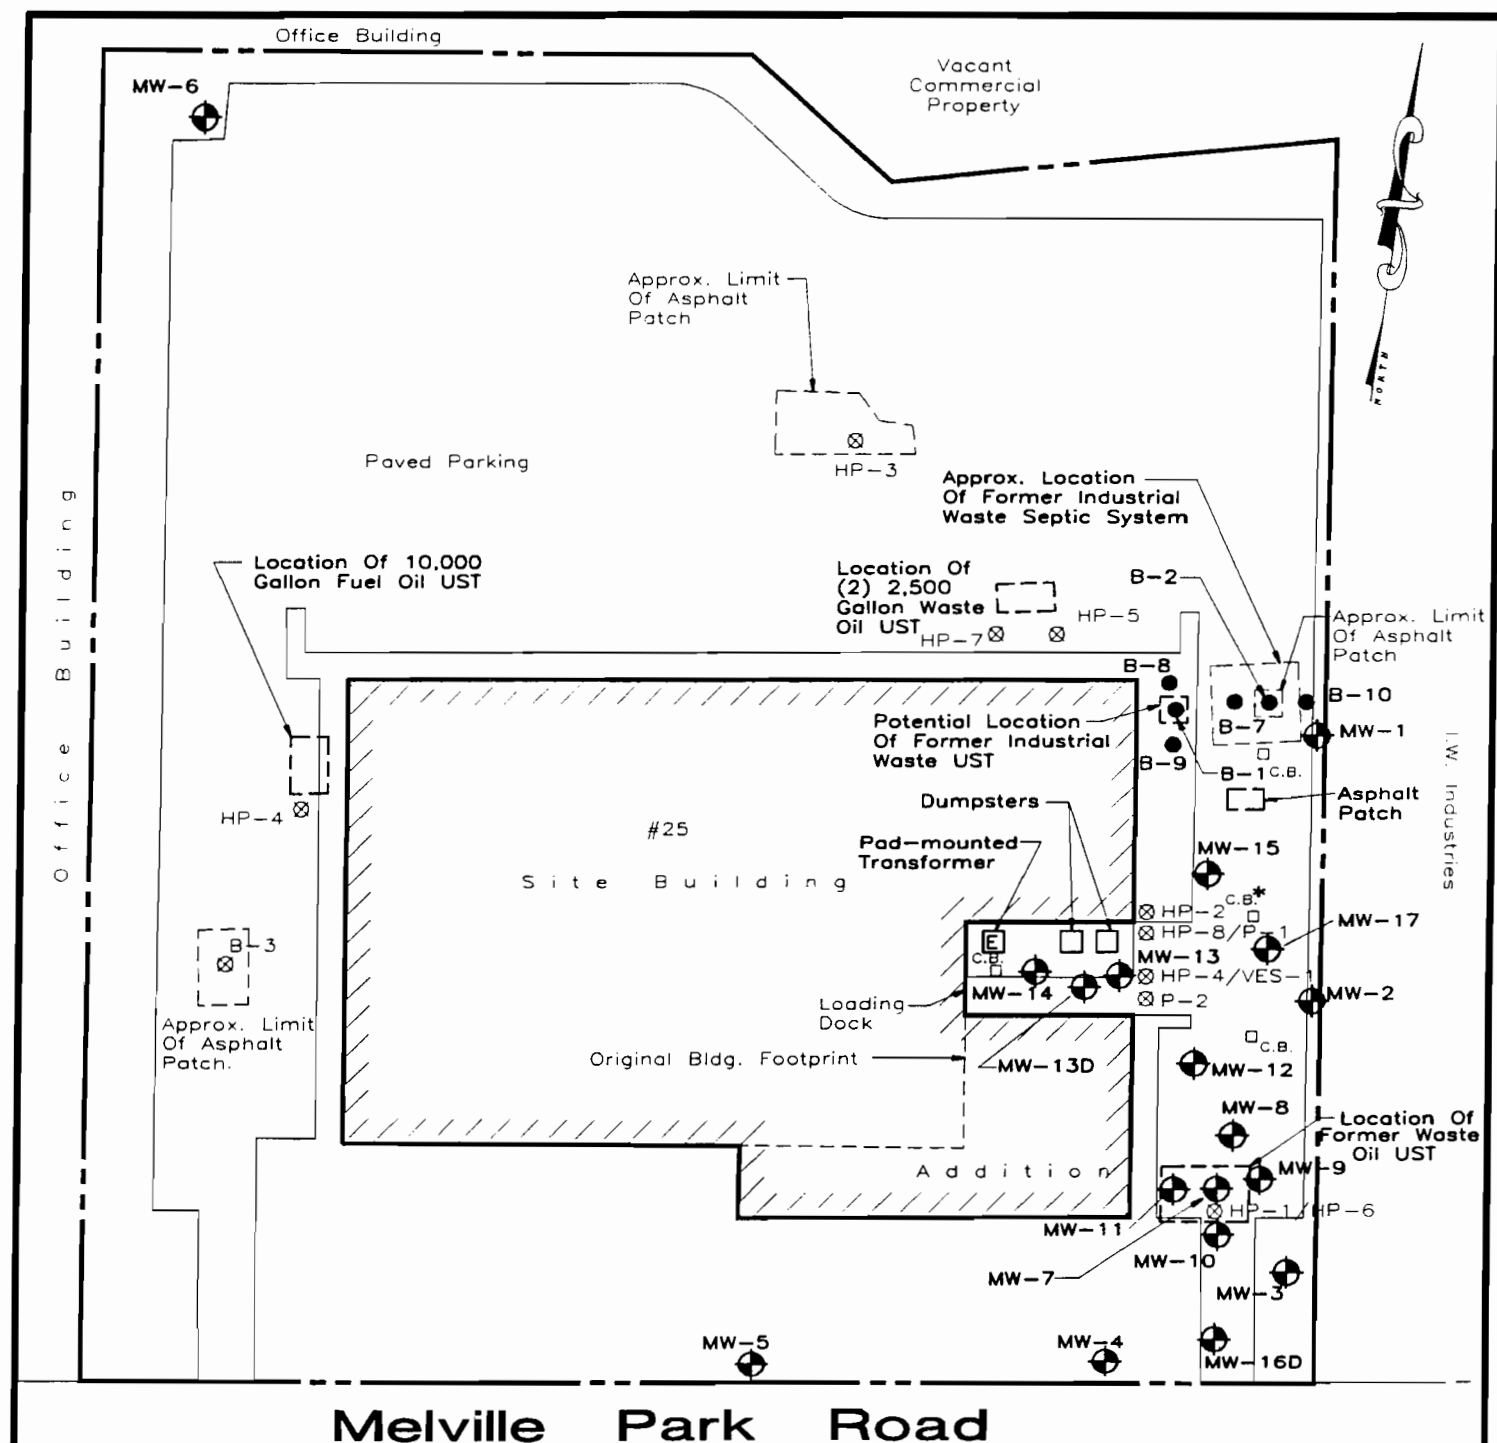 Office Building
Vacant
Commercial
Property
MW-6
NORTH
Approx. Limit
Of Asphalt
Patch
HP-3
Paved Parking
Approx. Location
Of Former Industrial
Waste Septic System
Office Building
Location Of 10,000
Gallon Fuel Oil UST
Location Of
(2) 2,500
Gallon Waste
Oil UST
HP-7
HP-5
B-2
Approx. Limit
Of Asphalt
Patch
B-8
B-10
B-7
MW-1
Potential Location
Of Former Industrial
Waste UST
B-9
B-1
C.B.
I.W. Industries
Asphalt
Patch
Dumpsters
HP-4
#25
Site Building
Pad-mounted
Transformer
MW-15
C.B.*
HP-2
HP-8/P-1
MW-17
E
C.B.
MW-13
HP-4/VES-1
MW-14
P-2
MW-2
B-3
Loading
Dock
Approx. Limit
Of Asphalt
Patch.
Original Bldg. Footprint
MW-13D
C.B.
MW-12
MW-8
Location Of
Former Waste
Oil UST
MW-9
Addition
HP-1/HP-6
MW-11
MW-10
MW-7
MW-3
MW-5
MW-4
MW-16D
Melville Park Road